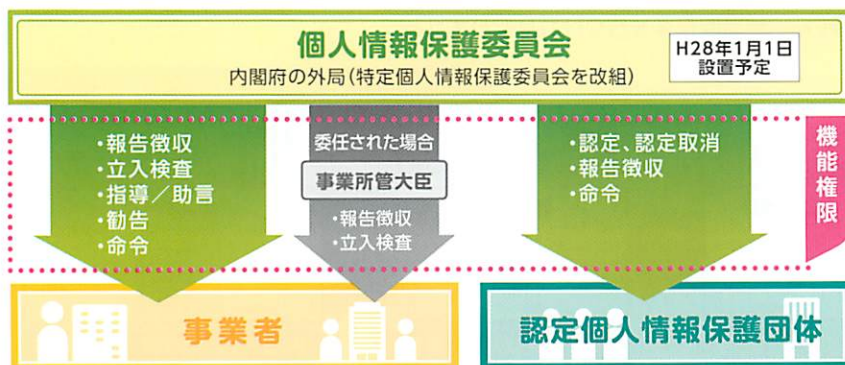 個人情報保護委員会
内閣府の外局(特定個人情報保護委員会を改組)
H28年1月1日
設置予定
・報告徴収
・立入検査
・指導／助言
・勧告
・命令
委任された場合
事業所管大臣
・報告徴収
・立入検査
・認定、認定取消
・報告徴収
・命令
機能権限
事業者
認定個人情報保護団体